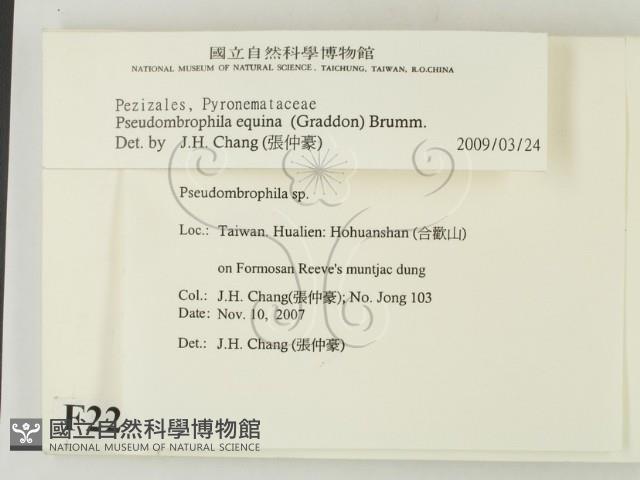 國立自然科學博物館
NATIONAL MUSEUM OF NATURAL SCIENCE, TAICHUNG, TAIWAN, R.O.CHINA
Pezizales, Pyronemataceae
Pseudombrophila equina (Graddon) Brumm.
Det. by J.H. Chang (張仲豪) 2009/03/24
Pseudombrophila sp.
Loc.: Taiwan. Hualien: Hohuanshan (合歡山)
on Formosan Reeve's muntjac dung
Col.: J.H. Chang(張仲豪); No. Jong 103
Date: Nov. 10, 2007
Det.: J.H. Chang (張仲豪)
F22
國立自然科學博物館
NATIONAL MUSEUM OF NATURAL SCIENCE